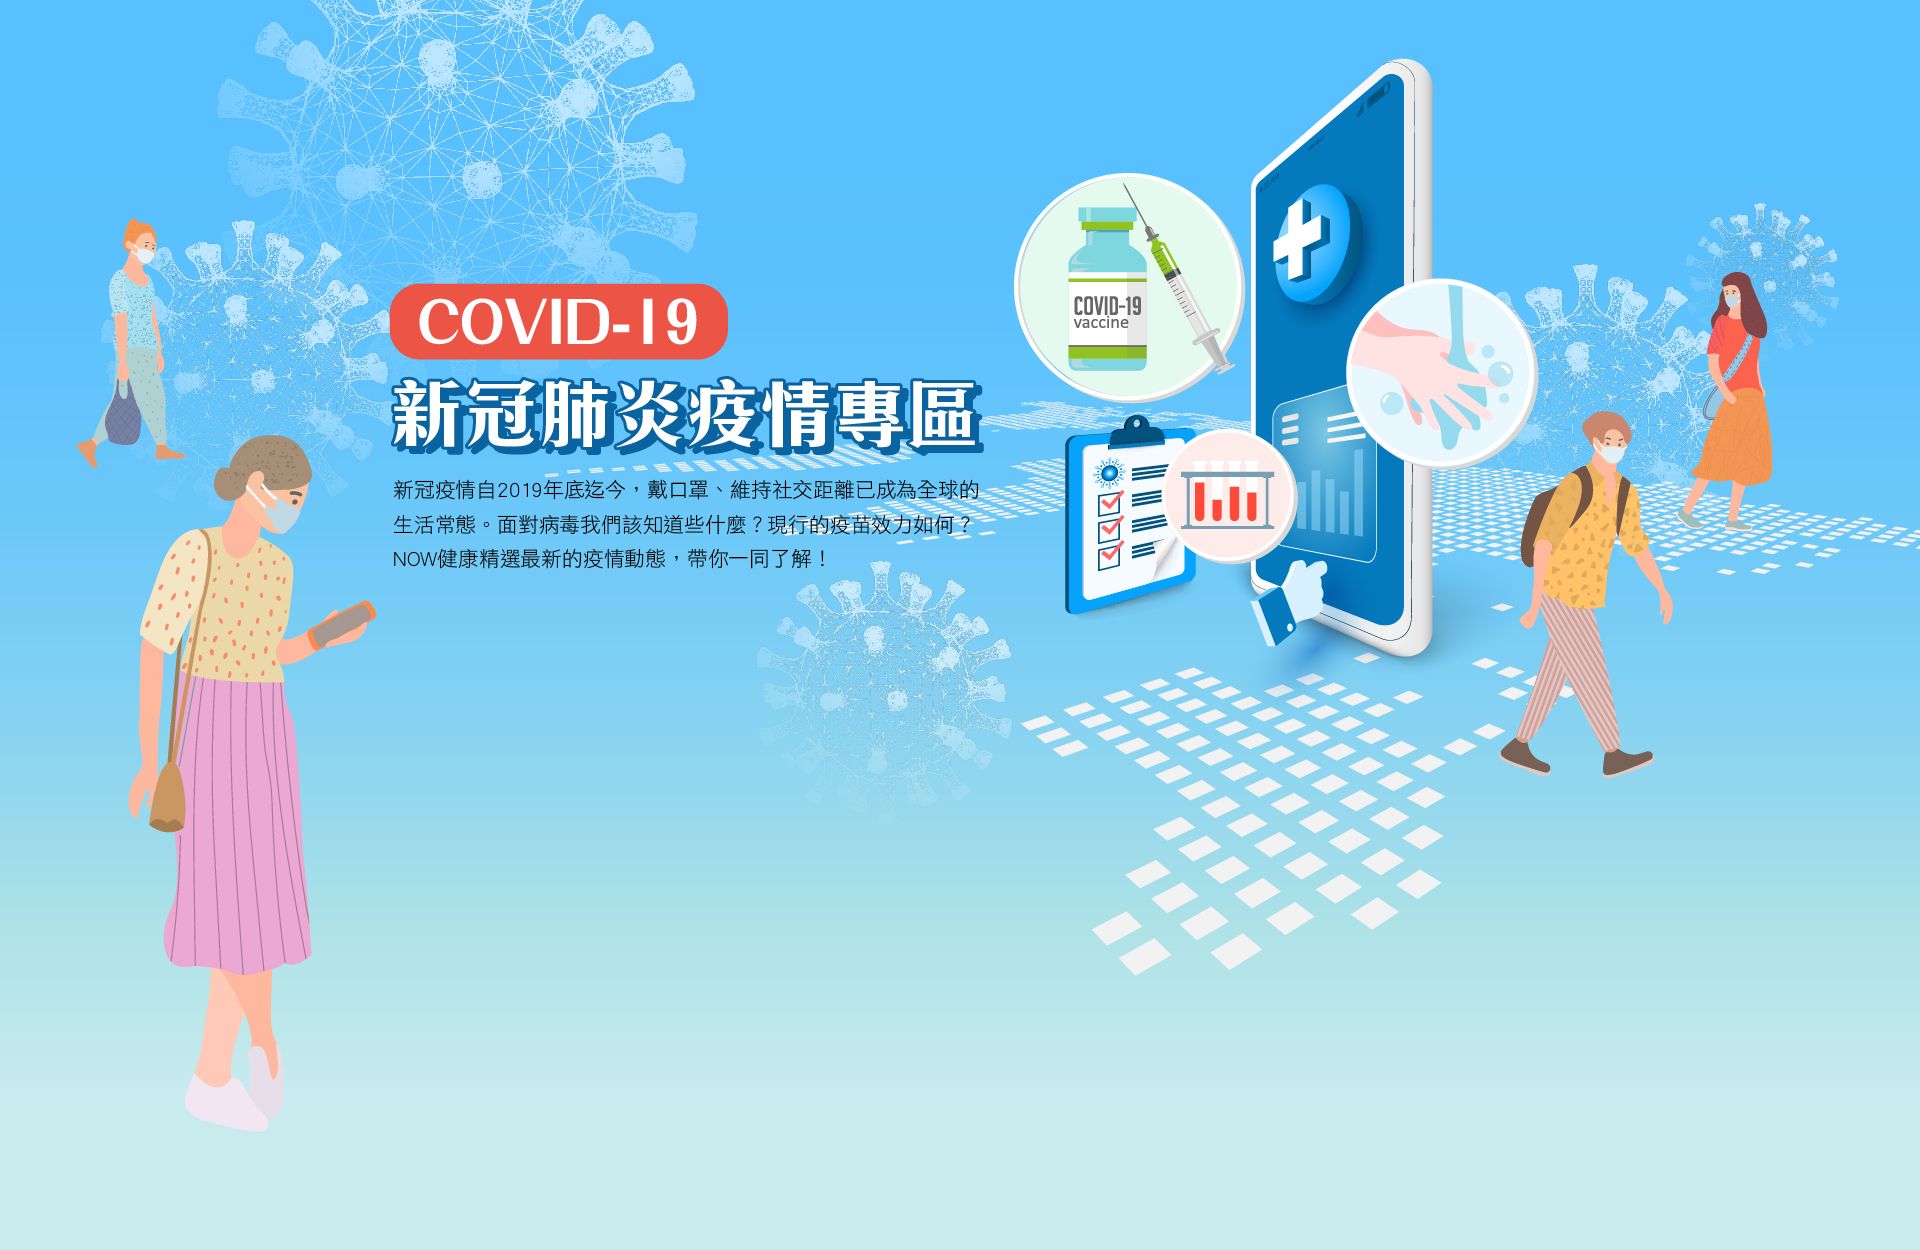 COVID-19
新冠肺炎疫情專區
新冠疫情自2019年底迄今，戴口罩、維持社交距離已成為全球的
生活常態。面對病毒我們該知道些什麼？現行的疫苗效力如何？
NOW健康精選最新的疫情動態，帶你一同了解！
COVID-19
vaccine